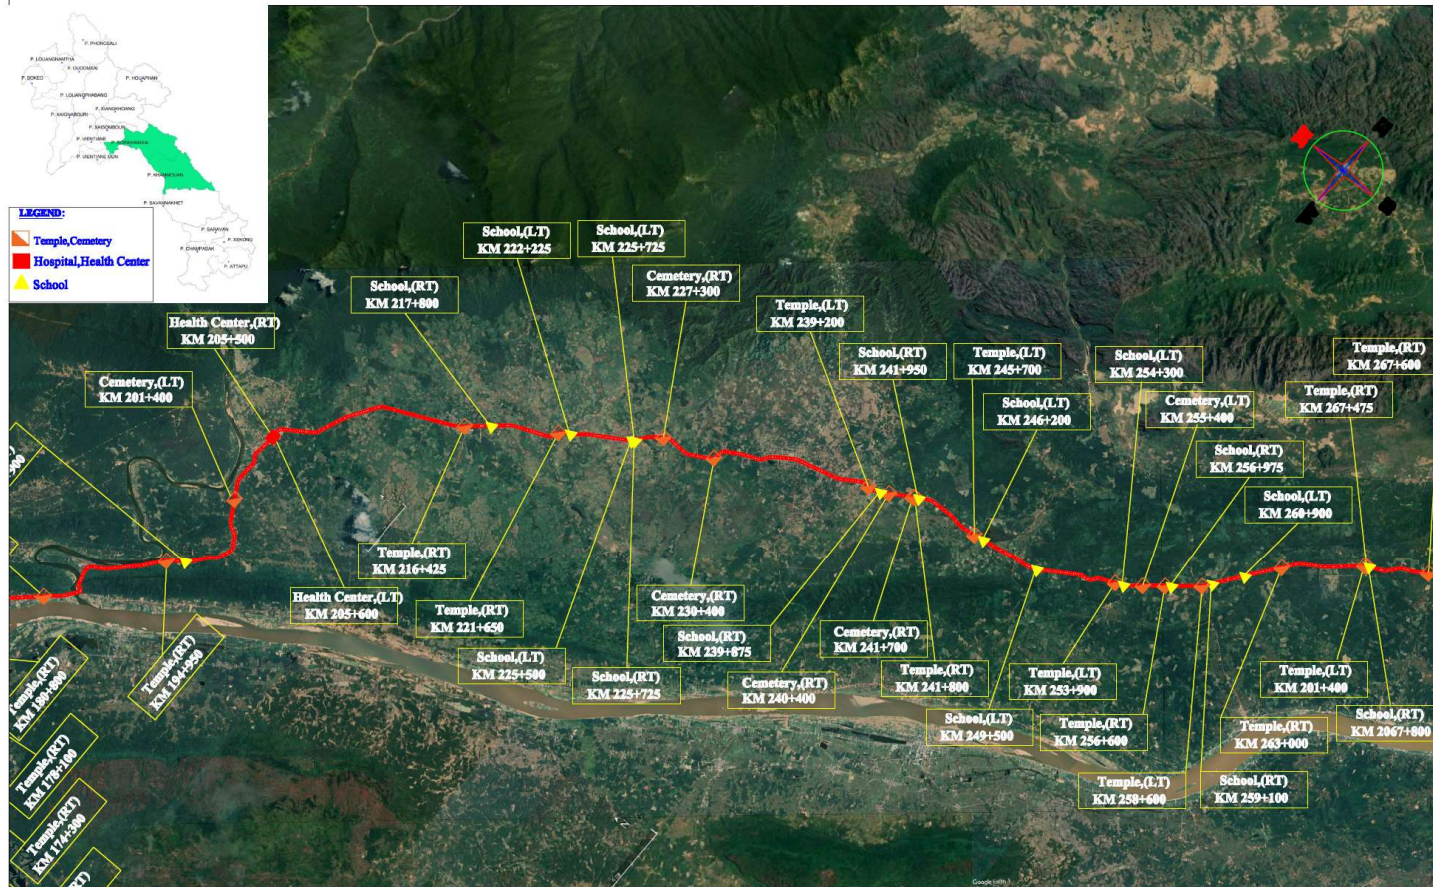 P. PHONGSALI
P. LOUANGNAMTHA
P. OUDOMXAI
P. BOKEO
P. HOUAPHAN
P. LOUANGPHABANG
P. XIANGKHOANG
P. XAIGNABOURI
P. XAISOMBOUN
P. VIENTIANE
P. VIENTIANE MUN
P. KHAMMOUAN
P. SAVANNAKHET
P. SARAVAN
P. XEKONG
P. CHAMPASAK
P. ATTAPU
LEGEND:
Temple,Cemetery
Hospital,Health Center
School
School,(LT)
KM 222+225
School,(LT)
KM 225+725
Cemetery,(RT)
KM 227+300
School,(RT)
KM 217+800
Health Center,(RT)
KM 205+500
Cemetery,(LT)
KM 201+400
Temple,(LT)
KM 239+200
School,(RT)
KM 241+950
Temple,(LT)
KM 245+700
School,(LT)
KM 246+200
School,(LT)
KM 254+300
Cemetery,(LT)
KM 255+400
Temple,(RT)
KM 267+600
Temple,(RT)
KM 267+475
School,(RT)
KM 256+975
School,(LT)
KM 260+900
Temple,(RT)
KM 216+425
Health Center,(LT)
KM 205+600
Temple,(RT)
KM 221+650
School,(LT)
KM 225+500
School,(RT)
KM 225+725
Cemetery,(RT)
KM 230+400
School,(RT)
KM 239+875
Cemetery,(RT)
KM 240+400
Cemetery,(RT)
KM 241+700
Temple,(RT)
KM 241+800
School,(LT)
KM 249+500
Temple,(LT)
KM 253+900
Temple,(RT)
KM 256+600
Temple,(LT)
KM 258+600
School,(RT)
KM 259+100
Temple,(RT)
KM 263+000
Temple,(LT)
KM 201+400
School,(RT)
KM 2067+800
Temple,(RT)
KM 194+950
Temple,(RT)
KM 180+800
Temple,(RT)
KM 178+100
Temple,(RT)
KM 174+300
(RT)
Google Earth